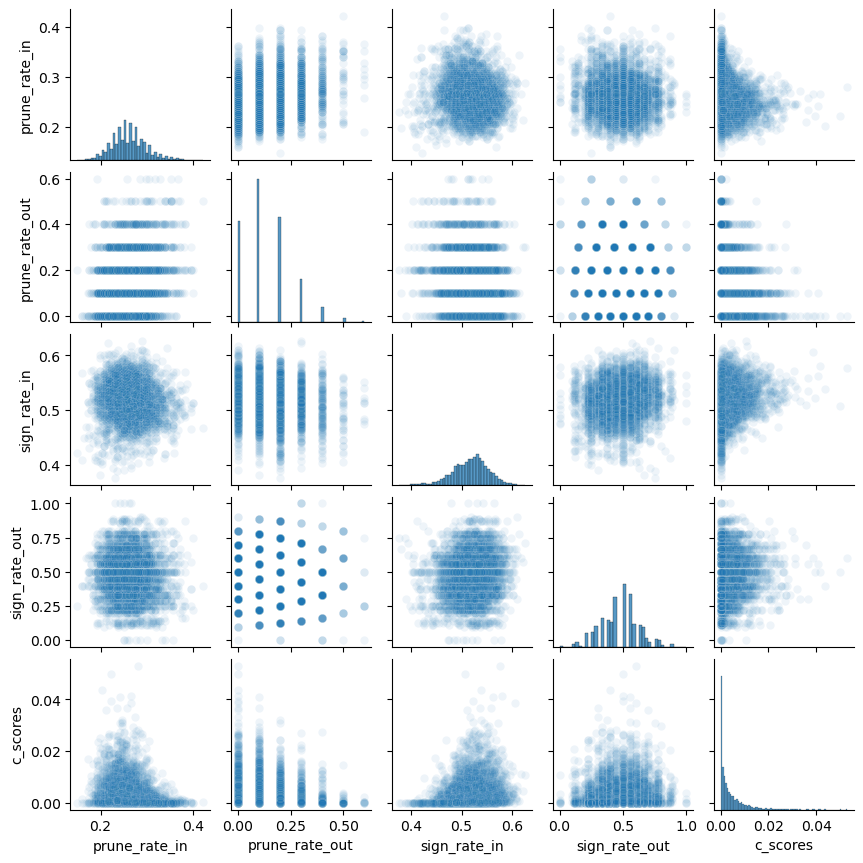 prune_rate_in
0.4
0.3
0.2
prune_rate_out
0.6
0.4
0.2
0.0
sign_rate_in
0.6
0.5
0.4
sign_rate_out
1.00
0.75
0.50
0.25
0.00
c_scores
0.04
0.02
0.00
0.2 0.4 0.00 0.25 0.50 0.4 0.5 0.6 0.0 0.5 1.0 0.00 0.02 0.04
prune_rate_in prune_rate_out sign_rate_in sign_rate_out c_scores